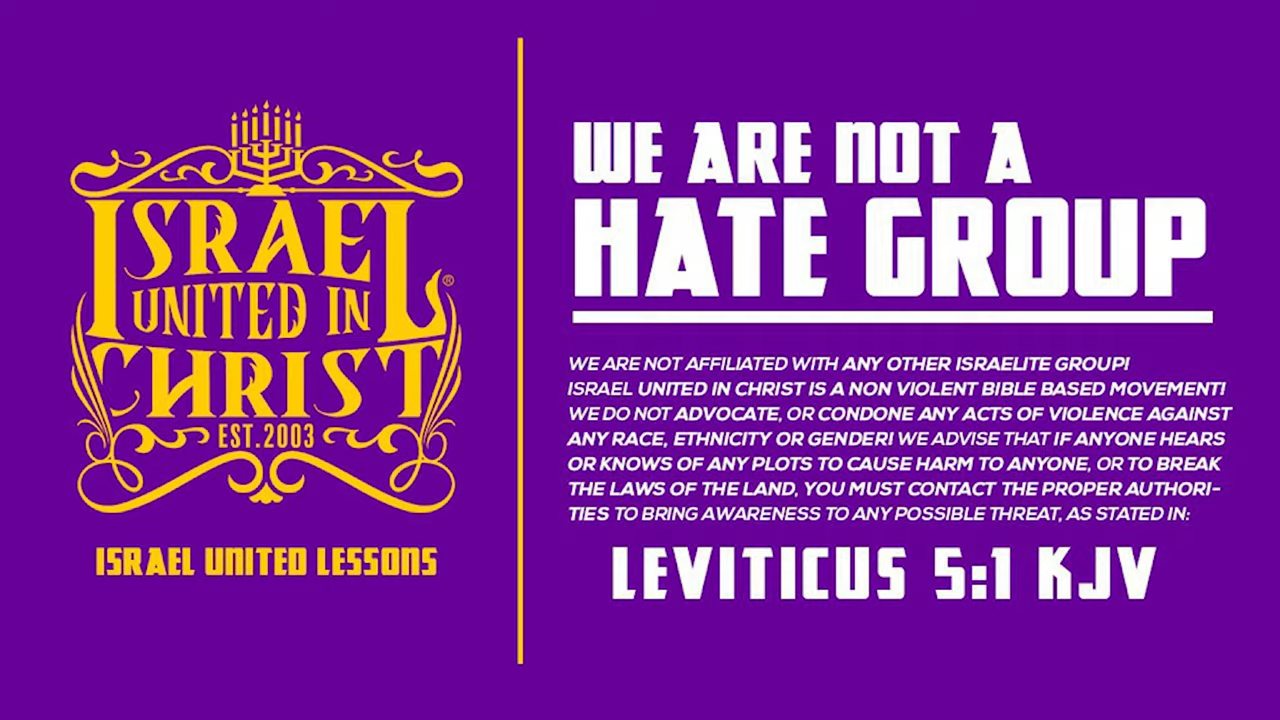 ISRAEL
UNITED IN
CHRIST
EST.2003
ISRAEL UNITED LESSONS
WE ARE NOT A
HATE GROUP
WE ARE NOT AFFILIATED WITH ANY OTHER ISRAELITE GROUP!
ISRAEL UNITED IN CHRIST IS A NON VIOLENT BIBLE BASED MOVEMENT!
WE DO NOT ADVOCATE, OR CONDONE ANY ACTS OF VIOLENCE AGAINST
ANY RACE, ETHNICITY OR GENDER! WE ADVISE THAT IF ANYONE HEARS
OR KNOWS OF ANY PLOTS TO CAUSE HARM TO ANYONE, OR TO BREAK
THE LAWS OF THE LAND, YOU MUST CONTACT THE PROPER AUTHORI-
TIES TO BRING AWARENESS TO ANY POSSIBLE THREAT, AS STATED IN:
LEVITICUS 5:1 KJV